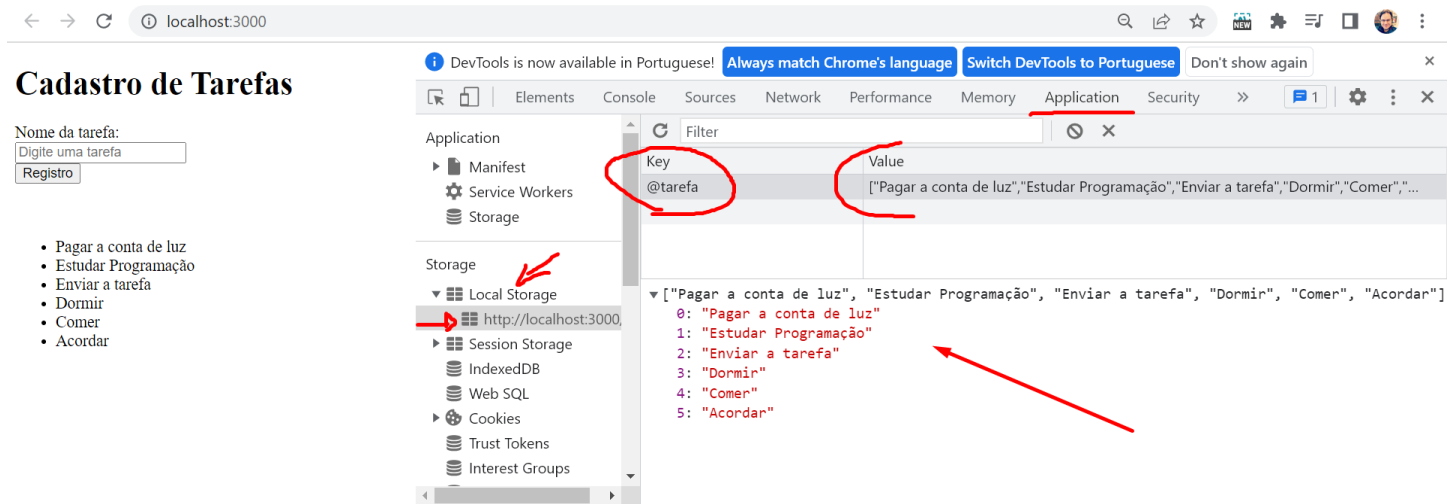 localhost:3000
NEW
Cadastro de Tarefas
Nome da tarefa:
Digite uma tarefa
Registro
Pagar a conta de luz
Estudar Programação
Enviar a tarefa
Dormir
Comer
Acordar
DevTools is now available in Portuguese! Always match Chrome's language Switch DevTools to Portuguese Don't show again
Elements Console Sources Network Performance Memory Application Security 1
Application
Manifest
Service Workers
Storage
Storage
Local Storage
http://localhost:3000/
Session Storage
IndexedDB
Web SQL
Cookies
Trust Tokens
Interest Groups
Filter
Key Value
@tarefa ["Pagar a conta de luz","Estudar Programação","Enviar a tarefa","Dormir","Comer","...
["Pagar a conta de luz", "Estudar Programação", "Enviar a tarefa", "Dormir", "Comer", "Acordar"]
0: "Pagar a conta de luz"
1: "Estudar Programação"
2: "Enviar a tarefa"
3: "Dormir"
4: "Comer"
5: "Acordar"